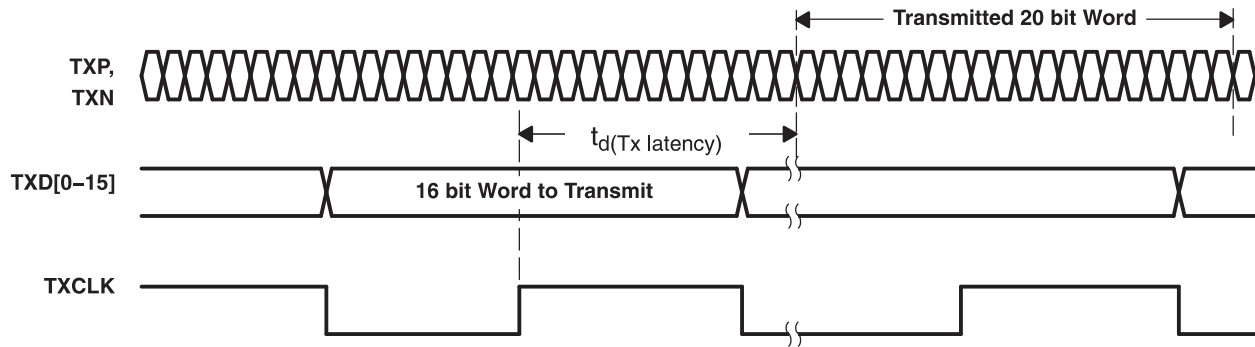 Transmitted 20 bit Word
TXP,
TXN
td(Tx latency)
TXD[0–15]
16 bit Word to Transmit
TXCLK